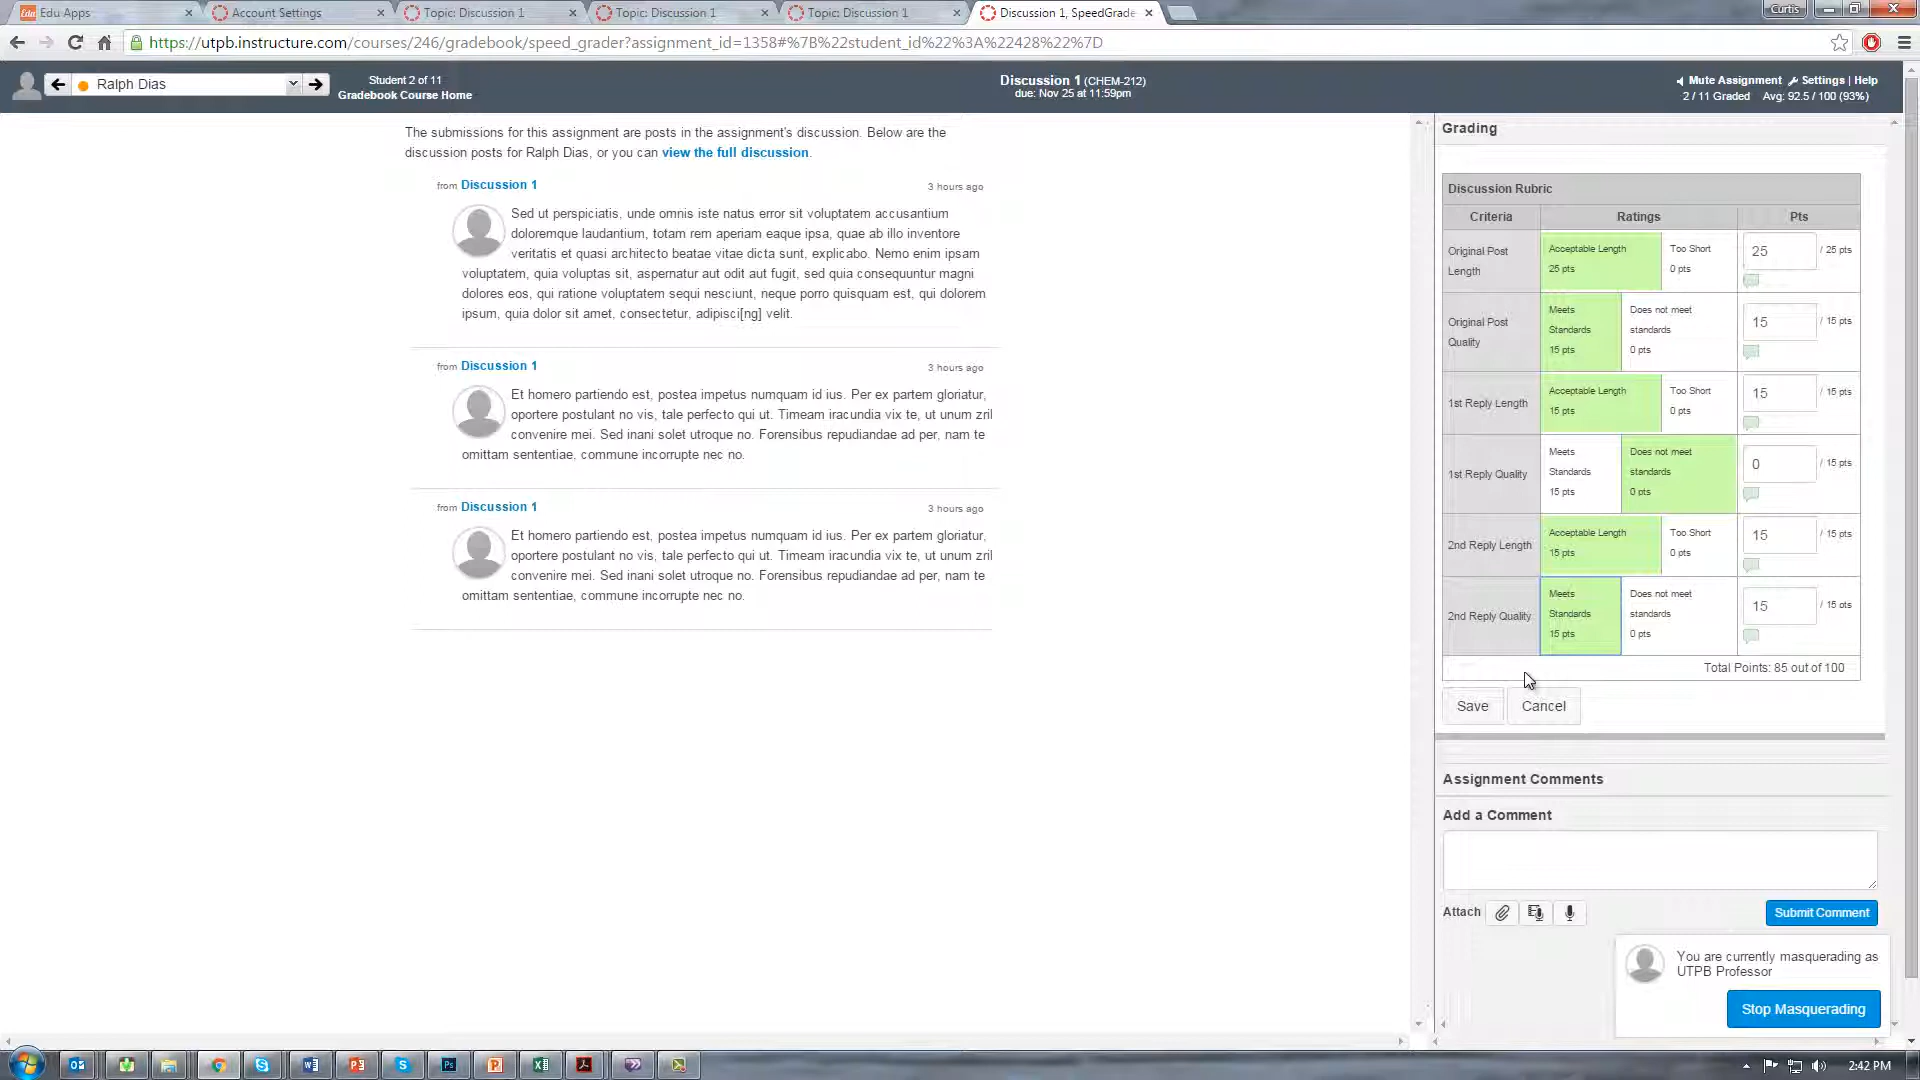 Edu Apps
Account Settings
Topic: Discussion 1
Topic: Discussion 1
Topic: Discussion 1
Discussion 1, SpeedGrade
Curtis
https://utpb.instructure.com/courses/246/gradebook/speed_grader?assignment_id=1358#%7B%22student_id%22%3A%22428%22%7D
Ralph Dias
Student 2 of 11
Gradebook Course Home
Discussion 1 (CHEM-212)
due: Nov 25 at 11:59pm
Mute Assignment Settings | Help
2 / 11 Graded Avg: 92.5 / 100 (93%)
The submissions for this assignment are posts in the assignment's discussion. Below are the
discussion posts for Ralph Dias, or you can view the full discussion.
from Discussion 1
3 hours ago
Sed ut perspiciatis, unde omnis iste natus error sit voluptatem accusantium
doloremque laudantium, totam rem aperiam eaque ipsa, quae ab illo inventore
veritatis et quasi architecto beatae vitae dicta sunt, explicabo. Nemo enim ipsam
voluptatem, quia voluptas sit, aspernatur aut odit aut fugit, sed quia consequuntur magni
dolores eos, qui ratione voluptatem sequi nesciunt, neque porro quisquam est, qui dolorem
ipsum, quia dolor sit amet, consectetur, adipisci[ng] velit.
from Discussion 1
3 hours ago
Et homero partiendo est, postea impetus numquam id ius. Per ex partem gloriatur,
oportere postulant no vis, tale perfecto qui ut. Timeam iracundia vix te, ut unum zril
convenire mei. Sed inani solet utroque no. Forensibus repudiandae ad per, nam te
omittam sententiae, commune incorrupte nec no.
from Discussion 1
3 hours ago
Et homero partiendo est, postea impetus numquam id ius. Per ex partem gloriatur,
oportere postulant no vis, tale perfecto qui ut. Timeam iracundia vix te, ut unum zril
convenire mei. Sed inani solet utroque no. Forensibus repudiandae ad per, nam te
omittam sententiae, commune incorrupte nec no.
Grading
Discussion Rubric
Criteria Ratings Pts
Original Post
Length
Acceptable Length
25 pts
Too Short
0 pts
25 / 25 pts
Original Post
Quality
Meets
Standards
15 pts
Does not meet
standards
0 pts
15 / 15 pts
1st Reply Length
Acceptable Length
15 pts
Too Short
0 pts
15 / 15 pts
1st Reply Quality
Meets
Standards
15 pts
Does not meet
standards
0 pts
0 / 15 pts
2nd Reply Length
Acceptable Length
15 pts
Too Short
0 pts
15 / 15 pts
2nd Reply Quality
Meets
Standards
15 pts
Does not meet
standards
0 pts
15 / 15 pts
Total Points: 85 out of 100
Save Cancel
Assignment Comments
Add a Comment
Attach
Submit Comment
You are currently masquerading as
UTPB Professor
Stop Masquerading
2:42 PM